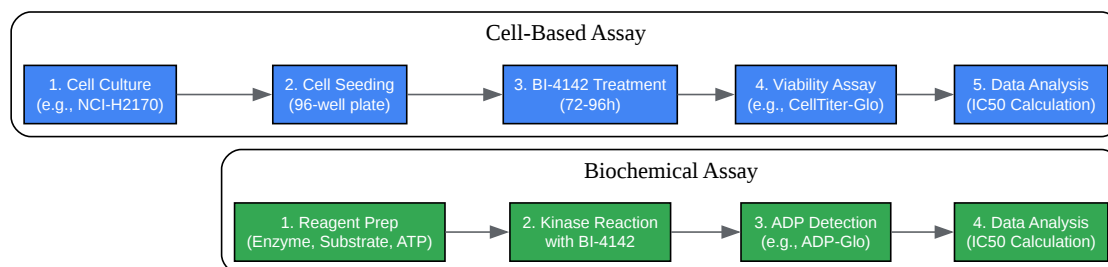 Cell-Based Assay
1. Cell Culture
(e.g., NCI-H2170)
2. Cell Seeding
(96-well plate)
3. BI-4142 Treatment
(72-96h)
4. Viability Assay
(e.g., CellTiter-Glo)
5. Data Analysis
(IC50 Calculation)
Biochemical Assay
1. Reagent Prep
(Enzyme, Substrate, ATP)
2. Kinase Reaction
with BI-4142
3. ADP Detection
(e.g., ADP-Glo)
4. Data Analysis
(IC50 Calculation)